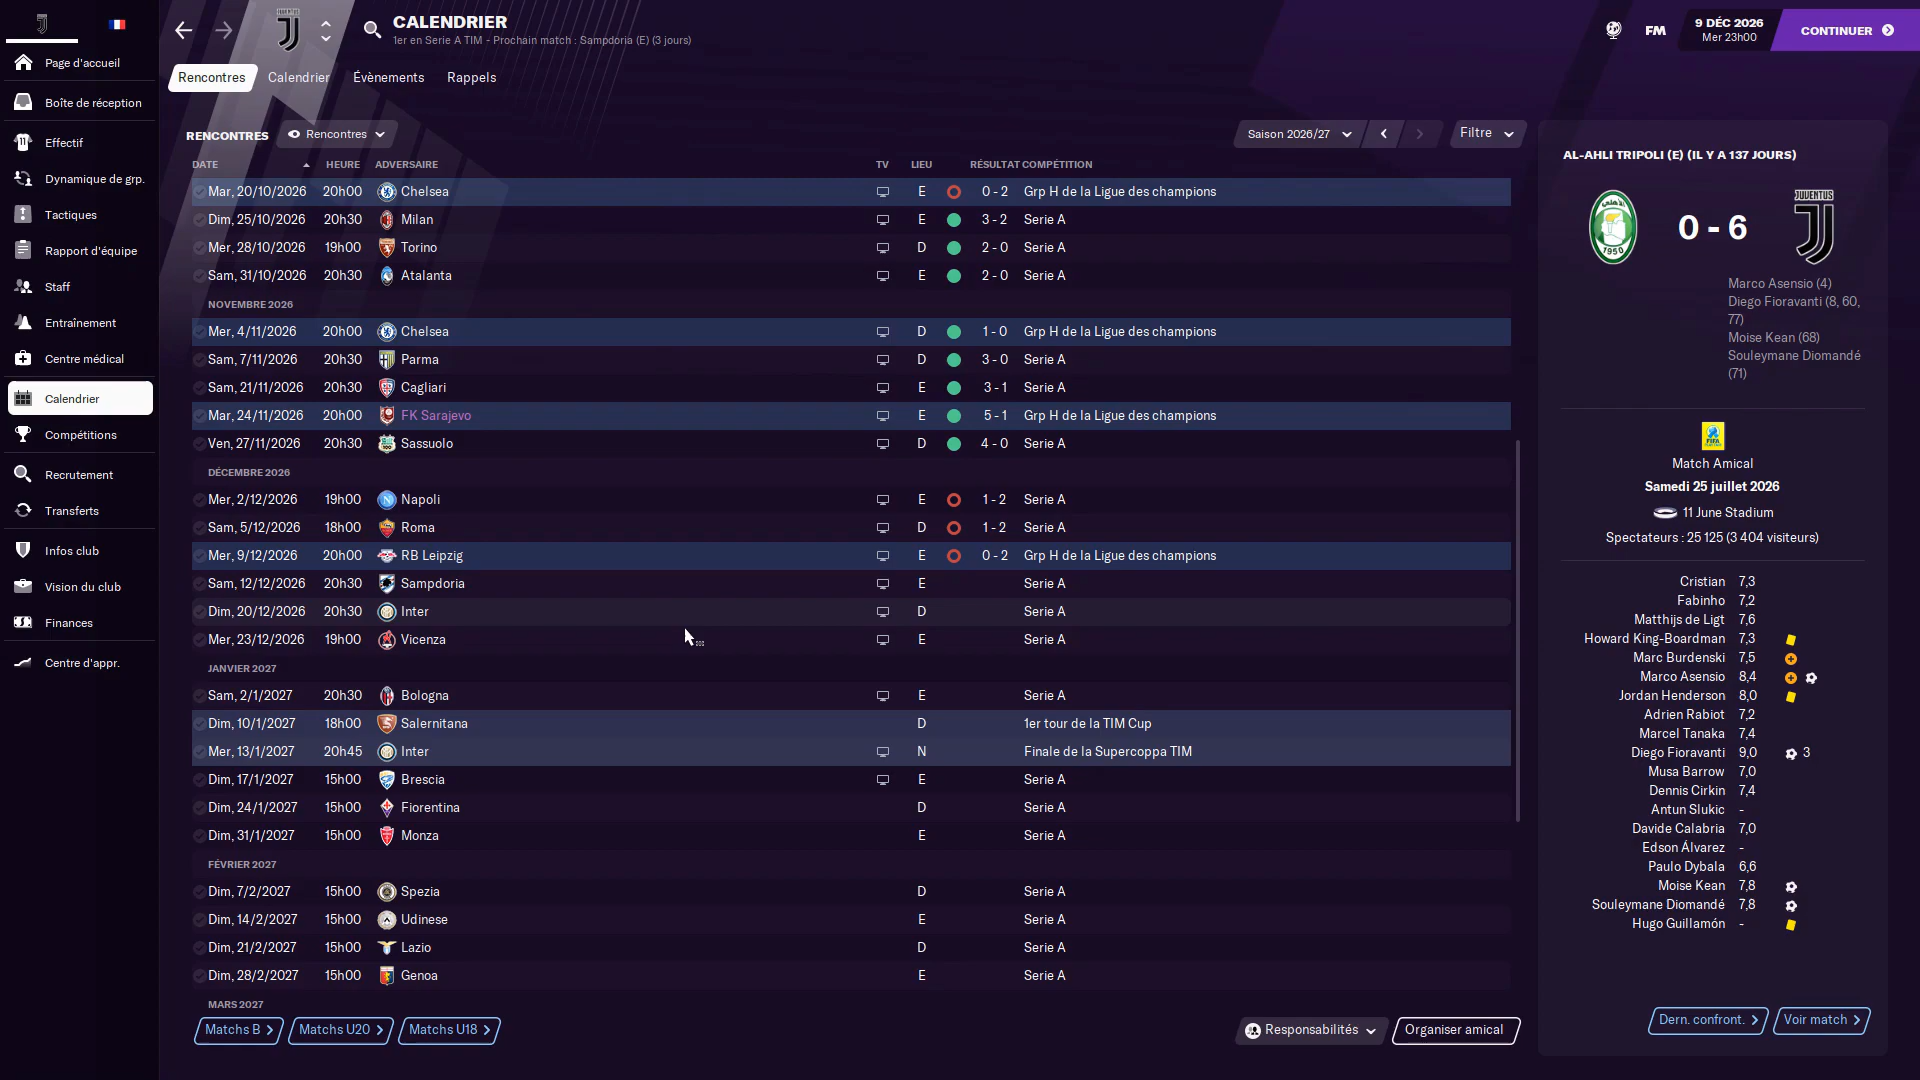 CALENDRIER
1er en Serie A TIM - Prochain match : Sampdoria (E) (3 jours)
FM
9 DÉC 2026
Mer 23h00
CONTINUER
Page d'accueil
Boîte de réception
Effectif
Dynamique de grp.
Tactiques
Rapport d'équipe
Staff
Entraînement
Centre médical
Calendrier
Compétitions
Recrutement
Transferts
Infos club
Vision du club
Finances
Centre d'appr.
Rencontres Calendrier Évènements Rappels
RENCONTRES Rencontres Saison 2026/27 Filtre
DATE HEURE ADVERSAIRE TV LIEU RÉSULTAT COMPÉTITION
Mar, 20/10/2026 20h00 Chelsea E 0 - 2 Grp H de la Ligue des champions
Dim, 25/10/2026 20h30 Milan E 3 - 2 Serie A
Mer, 28/10/2026 19h00 Torino D 2 - 0 Serie A
Sam, 31/10/2026 20h30 Atalanta E 2 - 0 Serie A
NOVEMBRE 2026
Mer, 4/11/2026 20h00 Chelsea D 1 - 0 Grp H de la Ligue des champions
Sam, 7/11/2026 20h30 Parma D 3 - 0 Serie A
Sam, 21/11/2026 20h30 Cagliari E 3 - 1 Serie A
Mar, 24/11/2026 20h00 FK Sarajevo E 5 - 1 Grp H de la Ligue des champions
Ven, 27/11/2026 20h30 Sassuolo D 4 - 0 Serie A
DÉCEMBRE 2026
Mer, 2/12/2026 19h00 Napoli E 1 - 2 Serie A
Sam, 5/12/2026 18h00 Roma D 1 - 2 Serie A
Mer, 9/12/2026 20h00 RB Leipzig E 0 - 2 Grp H de la Ligue des champions
Sam, 12/12/2026 20h30 Sampdoria E Serie A
Dim, 20/12/2026 20h30 Inter D Serie A
Mer, 23/12/2026 19h00 Vicenza E Serie A
JANVIER 2027
Sam, 2/1/2027 20h30 Bologna E Serie A
Dim, 10/1/2027 18h00 Salernitana D 1er tour de la TIM Cup
Mer, 13/1/2027 20h45 Inter N Finale de la Supercoppa TIM
Dim, 17/1/2027 15h00 Brescia E Serie A
Dim, 24/1/2027 15h00 Fiorentina D Serie A
Dim, 31/1/2027 15h00 Monza E Serie A
FÉVRIER 2027
Dim, 7/2/2027 15h00 Spezia D Serie A
Dim, 14/2/2027 15h00 Udinese E Serie A
Dim, 21/2/2027 15h00 Lazio D Serie A
Dim, 28/2/2027 15h00 Genoa E Serie A
MARS 2027
Matchs B Matchs U20 Matchs U18 Responsabilités Organiser amical
AL-AHLI TRIPOLI (E) (IL Y A 137 JOURS)
1950
0 - 6
JUVENTUS
Marco Asensio (4)
Diego Fioravanti (8, 60,
77)
Moise Kean (68)
Souleymane Diomandé
(71)
FIFA
Match Amical
Samedi 25 juillet 2026
11 June Stadium
Spectateurs : 25 125 (3 404 visiteurs)
Cristian 7,3
Fabinho 7,2
Matthijs de Ligt 7,6
Howard King-Boardman 7,3
Marc Burdenski 7,5
Marco Asensio 8,4
Jordan Henderson 8,0
Adrien Rabiot 7,2
Marcel Tanaka 7,4
Diego Fioravanti 9,0 3
Musa Barrow 7,0
Dennis Cirkin 7,4
Antun Slukic -
Davide Calabria 7,0
Edson Álvarez -
Paulo Dybala 6,6
Moise Kean 7,8
Souleymane Diomandé 7,8
Hugo Guillamón -
Dern. confront. Voir match